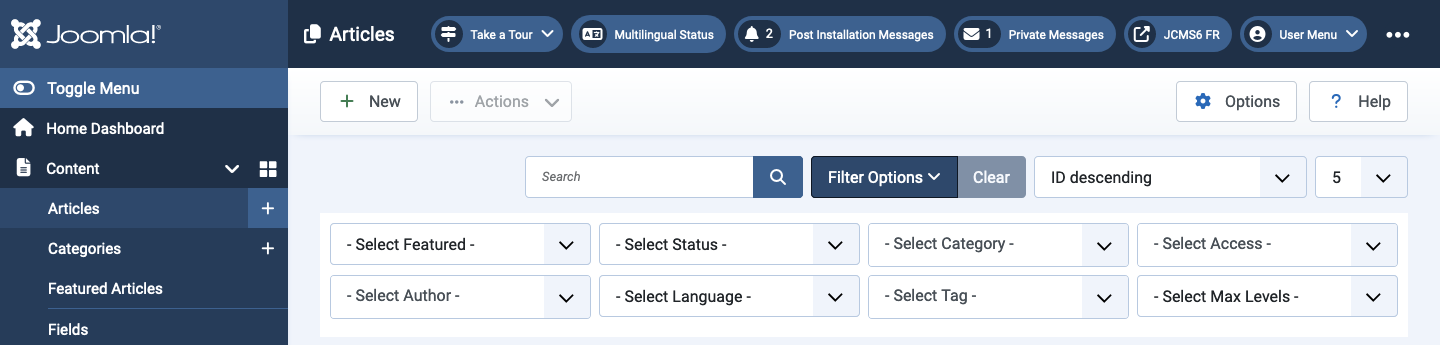 Joomla!®
Articles
Take a Tour
Multilingual Status
2 Post Installation Messages
1 Private Messages
JCMS6 FR
User Menu
Toggle Menu
Home Dashboard
Content
Articles
Categories
Featured Articles
Fields
New
Actions
Options
? Help
Search
Filter Options
Clear
ID descending
5
- Select Featured -
- Select Status -
- Select Category -
- Select Access -
- Select Author -
- Select Language -
- Select Tag -
- Select Max Levels -